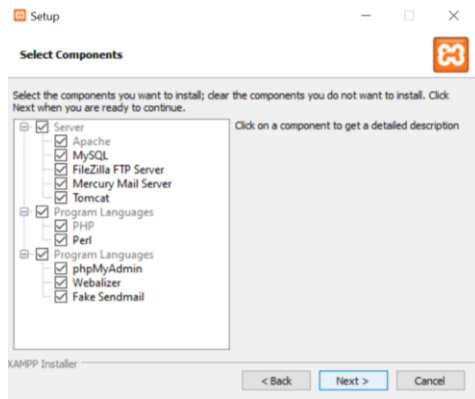 Setup
Select Components
Select the components you want to install; clear the components you do not want to install. Click
Next when you are ready to continue.
Server
Apache
MySQL
FileZilla FTP Server
Mercury Mail Server
Tomcat
Program Languages
PHP
Perl
Program Languages
phpMyAdmin
Webalizer
Fake Sendmail
Click on a component to get a detailed description
XAMPP Installer
< Back
Next >
Cancel